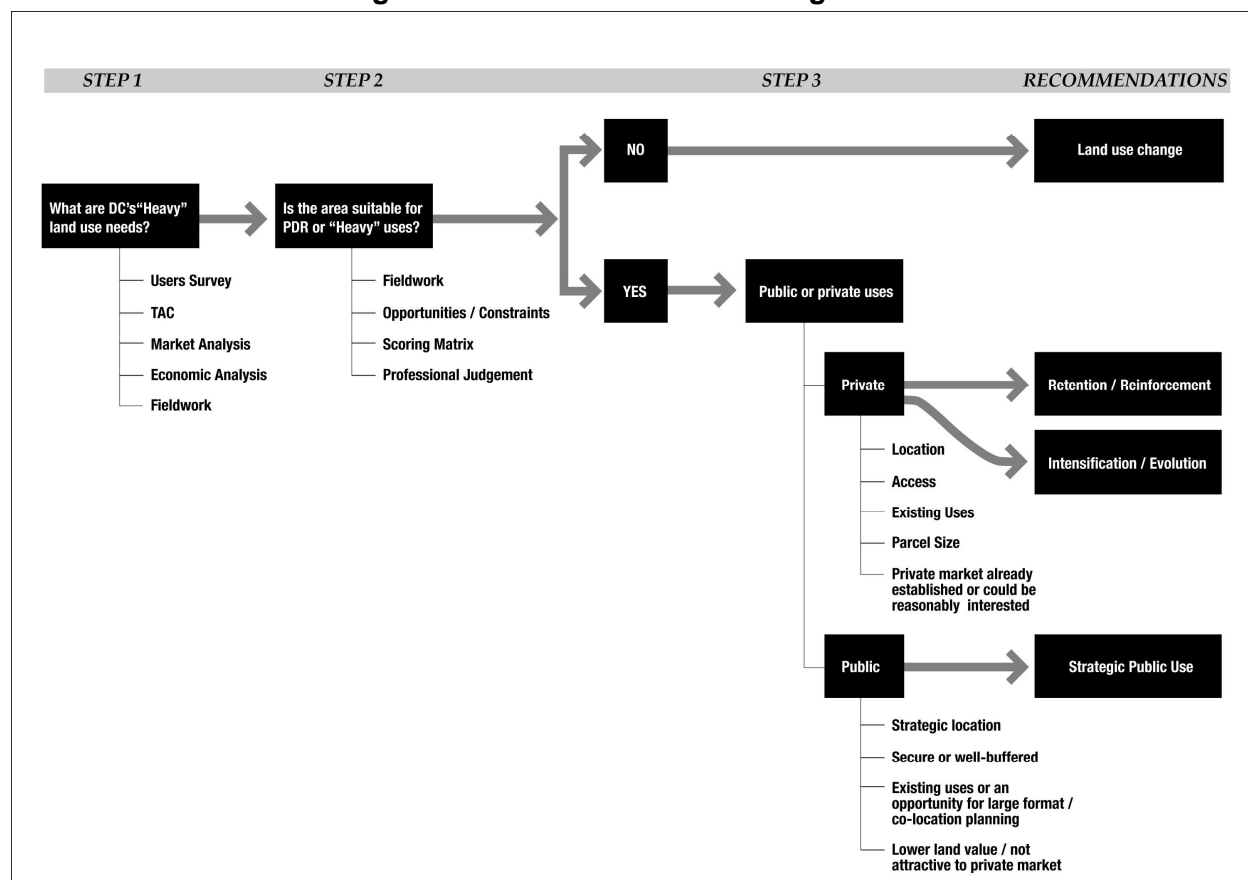 STEP 1
STEP 2
STEP 3
RECOMMENDATIONS
NO
Land use change
What are DC's“Heavy”
land use needs?
Is the area suitable for
PDR or “Heavy” uses?
Users Survey
TAC
Market Analysis
Economic Analysis
Fieldwork
Fieldwork
Opportunities / Constraints
Scoring Matrix
Professional Judgement
YES
Public or private uses
Private
Retention / Reinforcement
Intensification / Evolution
Location
Access
Existing Uses
Parcel Size
Private market already
established or could be
reasonably interested
Public
Strategic Public Use
Strategic location
Secure or well-buffered
Existing uses or an
opportunity for large format /
co-location planning
Lower land value / not
attractive to private market